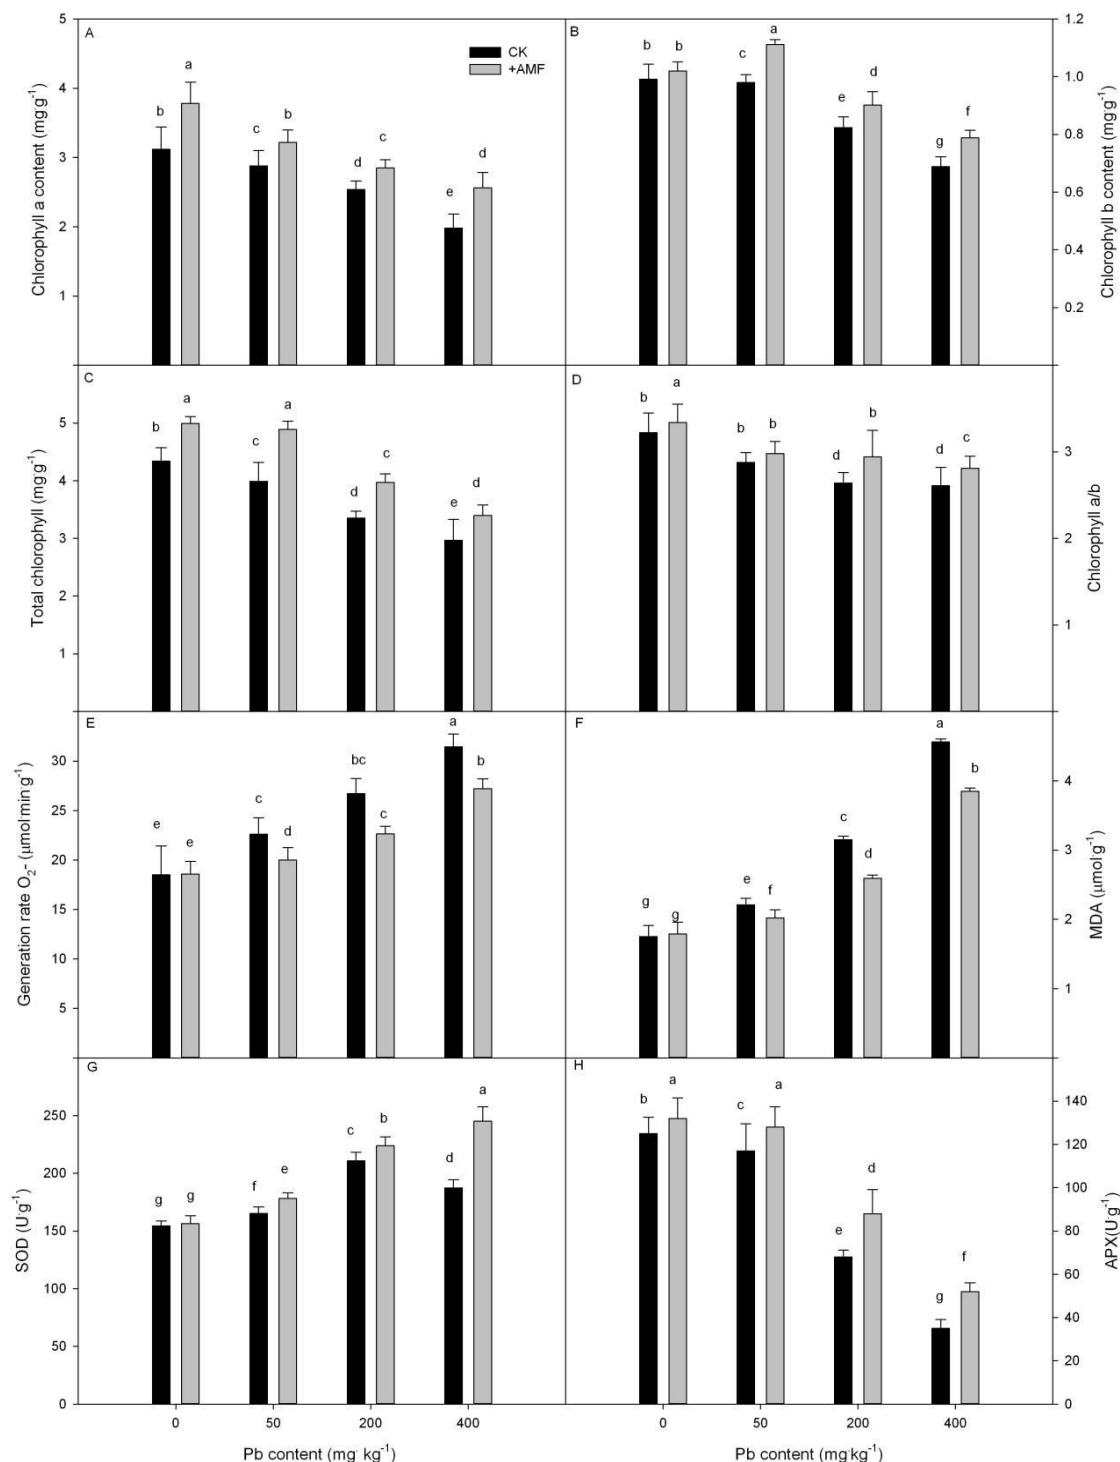 A
CK
+AMF
5
4
3
2
1
Chlorophyll a content (mg·g⁻¹)
b
a
c
b
d
c
e
d
B
1.2
1.0
0.8
0.6
0.4
0.2
Chlorophyll b content (mg·g⁻¹)
b
b
c
a
e
d
g
f
C
5
4
3
2
1
Total chlorophyll (mg·g⁻¹)
b
a
c
a
d
c
e
d
D
3
2
1
Chlorophyll a/b
b
a
b
b
d
b
d
c
E
30
25
20
15
10
5
Generation rate O₂- (μmol·min·g⁻¹)
e
e
c
d
bc
c
a
b
F
4
3
2
1
MDA (μmol·g⁻¹)
g
g
e
f
c
d
a
b
G
250
200
150
100
50
0
SOD (U·g⁻¹)
g
g
f
e
c
b
d
a
0
50
200
400
Pb content (mg· kg⁻¹)
H
140
120
100
80
60
40
20
0
APX(U·g⁻¹)
b
a
c
a
e
d
g
f
0
50
200
400
Pb content (mg·kg⁻¹)